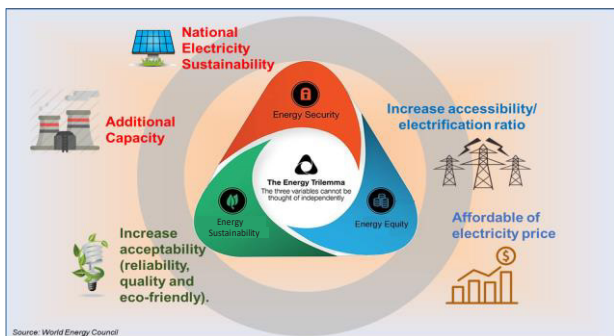 National
Electricity
Sustainability
Additional
Capacity
Energy Security
Increase accessibility/
electrification ratio
The Energy Trilemma
The three variables cannot be
thought of independently
Energy
Sustainability
Energy Equity
Increase
acceptability
(reliability,
quality and
eco-friendly).
Affordable of
electricity price
$
Source: World Energy Council